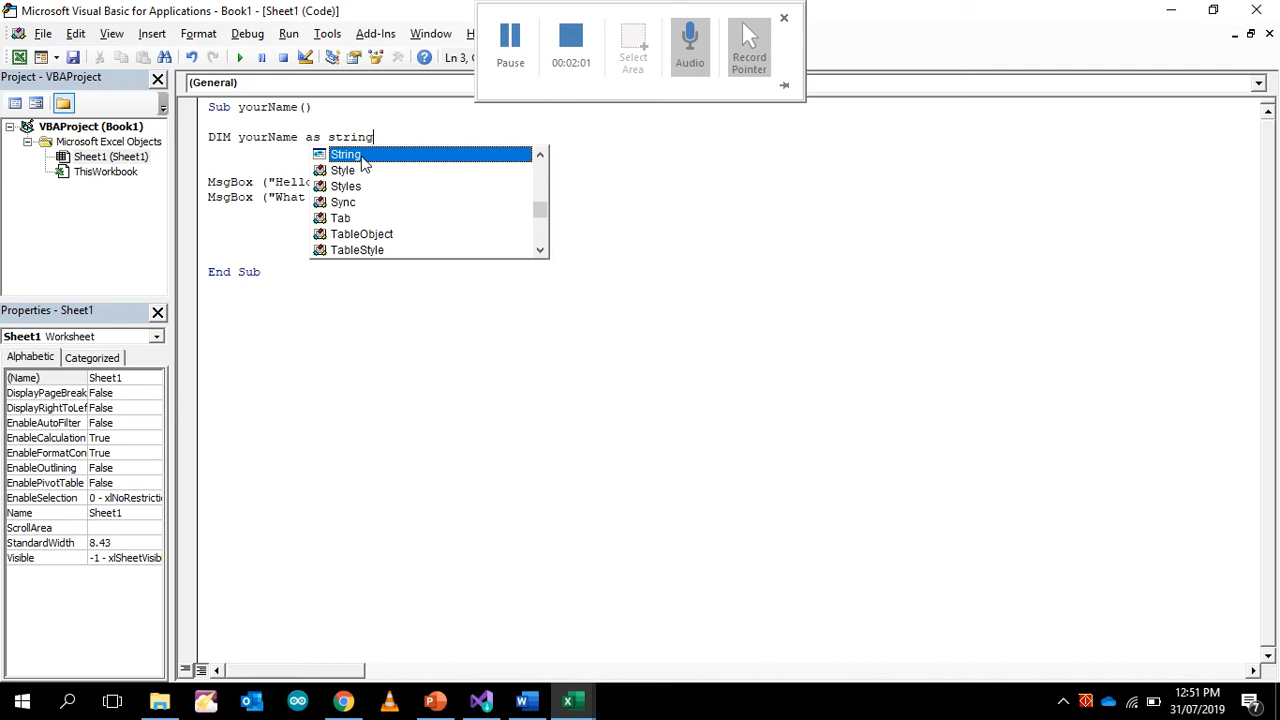 Microsoft Visual Basic for Applications - Book1 - [Sheet1 (Code)]
File Edit View Insert Format Debug Run Tools Add-Ins Window
Ln 3,
Pause
00:02:01
Select Area
Audio
Record Pointer
Project - VBAProject
VBAProject (Book1)
Microsoft Excel Objects
Sheet1 (Sheet1)
ThisWorkbook
(General)
Sub yourName()
DIM yourName as string
String
Style
Styles
Sync
Tab
TableObject
TableStyle
MsgBox ("Hello
MsgBox ("What
End Sub
Properties - Sheet1
Sheet1 Worksheet
Alphabetic Categorized
(Name) Sheet1
DisplayPageBreak False
DisplayRightToLef False
EnableAutoFilter False
EnableCalculation True
EnableFormatCon True
EnableOutlining False
EnablePivotTable False
EnableSelection 0 - xlNoRestricti
Name Sheet1
ScrollArea
StandardWidth 8.43
Visible -1 - xlSheetVisib
12:51 PM
31/07/2019
7